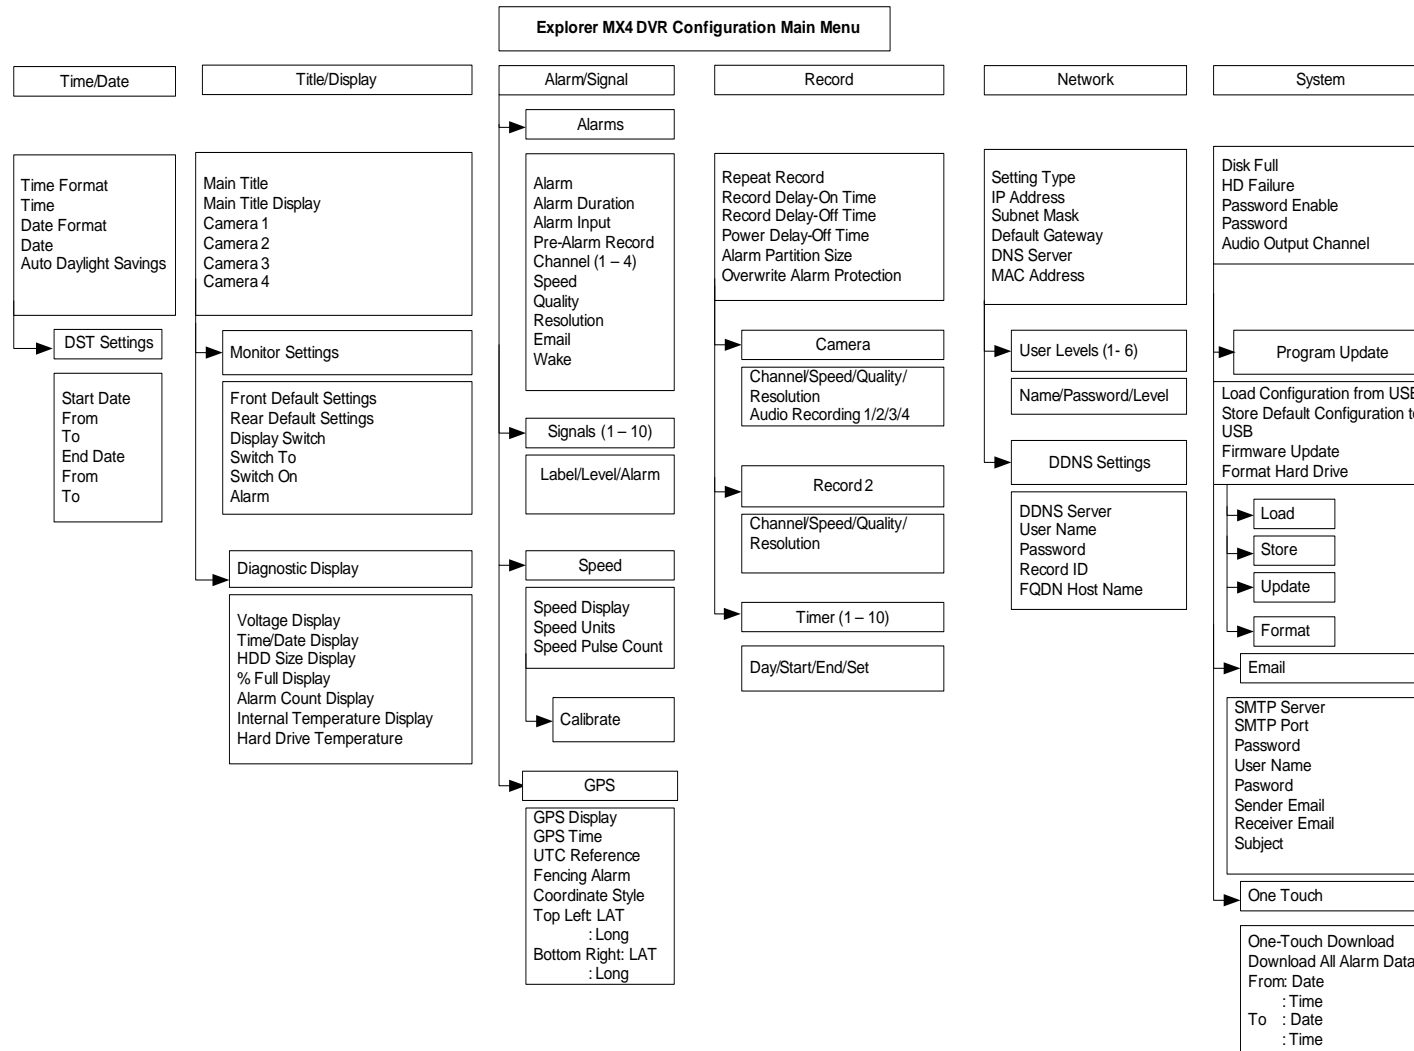 Explorer MX4 DVR Configuration Main Menu
Time/Date
Time Format
Time
Date Format
Date
Auto Daylight Savings
DST Settings
Start Date
From
To
End Date
From
To
Title/Display
Main Title
Main Title Display
Camera 1
Camera 2
Camera 3
Camera 4
Monitor Settings
Front Default Settings
Rear Default Settings
Display Switch
Switch To
Switch On
Alarm
Diagnostic Display
Voltage Display
Time/Date Display
HDD Size Display
% Full Display
Alarm Count Display
Internal Temperature Display
Hard Drive Temperature
Alarm/Signal
Alarms
Alarm
Alarm Duration
Alarm Input
Pre-Alarm Record
Channel (1 – 4)
Speed
Quality
Resolution
Email
Wake
Signals (1 – 10)
Label/Level/Alarm
Speed
Speed Display
Speed Units
Speed Pulse Count
Calibrate
GPS
GPS Display
GPS Time
UTC Reference
Fencing Alarm
Coordinate Style
Top Left: LAT
: Long
Bottom Right: LAT
: Long
Record
Repeat Record
Record Delay-On Time
Record Delay-Off Time
Power Delay-Off Time
Alarm Partition Size
Overwrite Alarm Protection
Camera
Channel/Speed/Quality/
Resolution
Audio Recording 1/2/3/4
Record 2
Channel/Speed/Quality/
Resolution
Timer (1 – 10)
Day/Start/End/Set
Network
Setting Type
IP Address
Subnet Mask
Default Gateway
DNS Server
MAC Address
User Levels (1- 6)
Name/Password/Level
DDNS Settings
DDNS Server
User Name
Password
Record ID
FQDN Host Name
System
Disk Full
HD Failure
Password Enable
Password
Audio Output Channel
Program Update
Load Configuration from USB
Store Default Configuration to
USB
Firmware Update
Format Hard Drive
Load
Store
Update
Format
Email
SMTP Server
SMTP Port
Password
User Name
Pasword
Sender Email
Receiver Email
Subject
One Touch
One-Touch Download
Download All Alarm Data
From: Date
: Time
To : Date
: Time